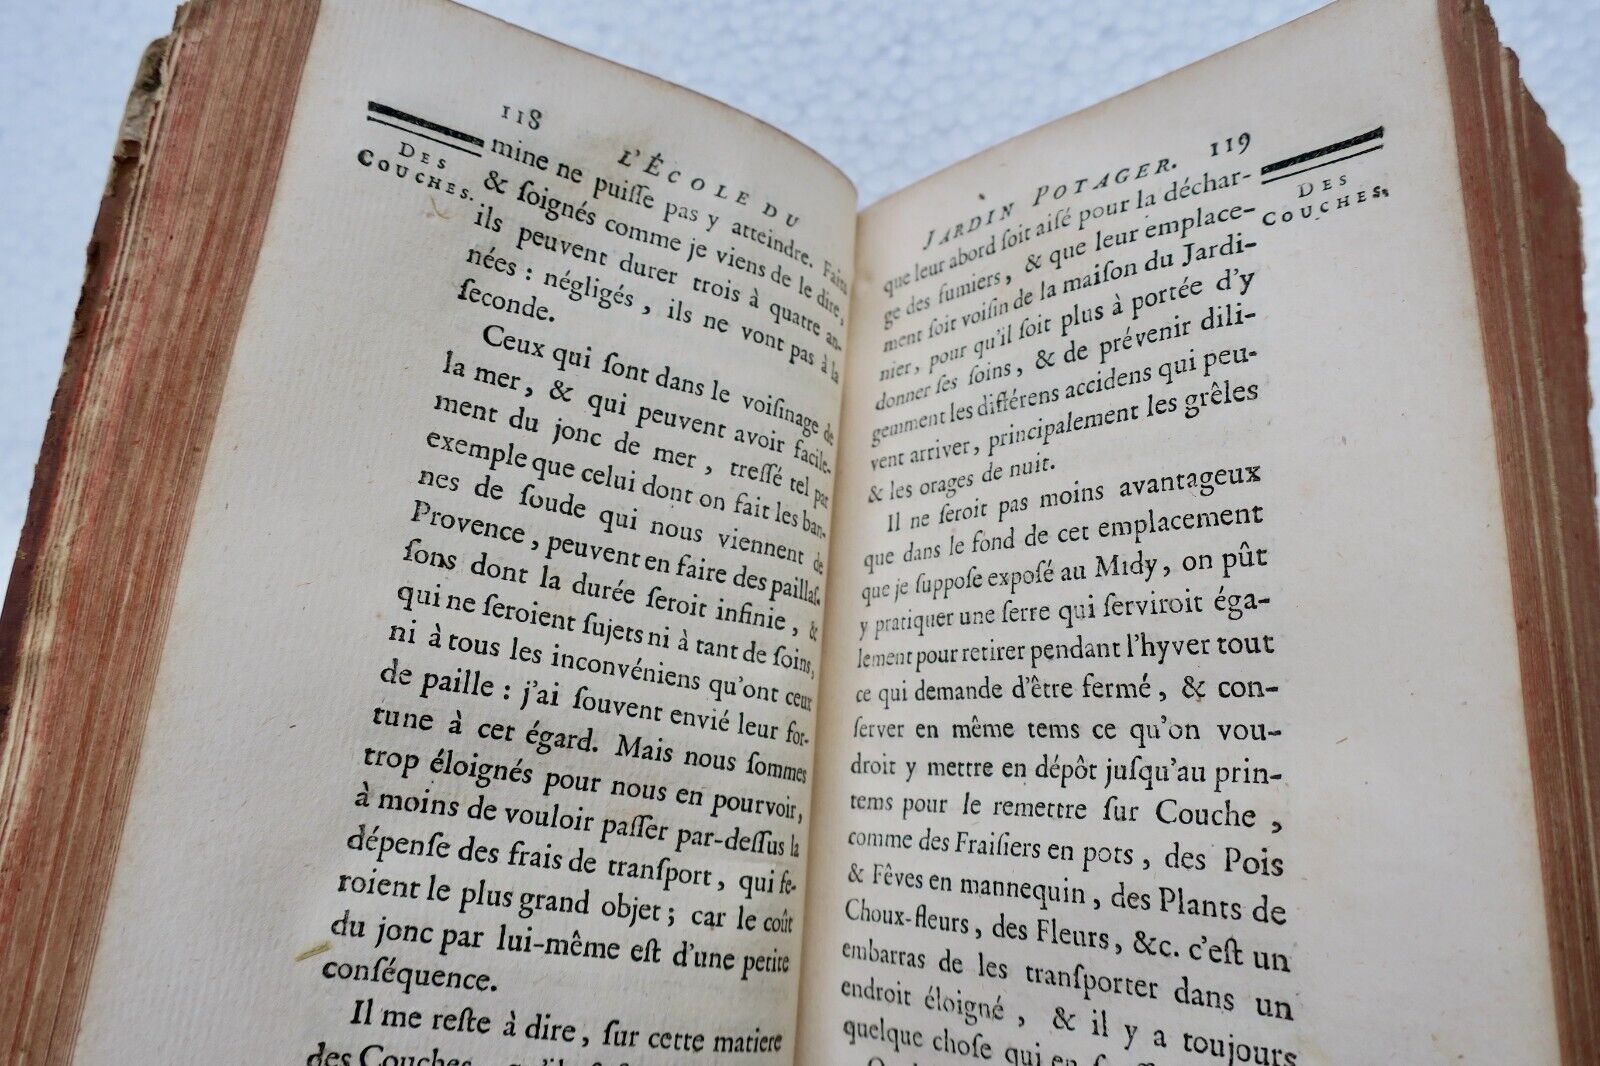 118
L'ÉCOLE DU
DES
COUCHES.
mine ne puiſſe pas y atteindre. Faits
& ſoignés comme je viens de le dire,
ils peuvent durer trois à quatre an-
nées : négligés, ils ne vont pas à la
ſeconde.
Ceux qui ſont dans le voiſinage de
la mer, & qui peuvent avoir facile-
ment du jonc de mer, treſſé tel par
exemple que celui dont on fait les ban-
nes de ſoude qui nous viennent de
Provence, peuvent en faire des paillaſ-
ſons dont la durée ſeroit infinie, &
qui ne ſeroient ſujets ni à tant de ſoins,
ni à tous les inconvéniens qu'ont ceux
de paille : j'ai ſouvent envié leur for-
tune à cet égard. Mais nous ſommes
trop éloignés pour nous en pourvoir,
à moins de vouloir paſſer par-deſſus la
dépenſe des frais de tranſport, qui ſe-
roient le plus grand objet; car le coût
du jonc par lui-même eſt d'une petite
conſéquence.
Il me reſte à dire, ſur cette matiere
des Couches
JARDIN POTAGER. 119
DES
COUCHES.
que leur abord ſoit aiſé pour la déchar-
ge des fumiers, & que leur emplace-
ment ſoit voiſin de la maiſon du Jardi-
nier, pour qu'il ſoit plus à portée d'y
donner ſes ſoins, & de prévenir dili-
gemment les différens accidens qui peu-
vent arriver, principalement les grêles
& les orages de nuit.
Il ne ſeroit pas moins avantageux
que dans le fond de cet emplacement
que je ſuppoſe expoſé au Midy, on pût
y pratiquer une ſerre qui ſerviroit éga-
lement pour retirer pendant l'hyver tout
ce qui demande d'être fermé, & con-
ſerver en même tems ce qu'on vou-
droit y mettre en dépôt juſqu'au prin-
tems pour le remettre ſur Couche,
comme des Fraiſiers en pots, des Pois
& Fêves en mannequin, des Plants de
Choux-fleurs, des Fleurs, &c. c'eſt un
embarras de les tranſporter dans un
endroit éloigné, & il y a toujours
quelque choſe qui en